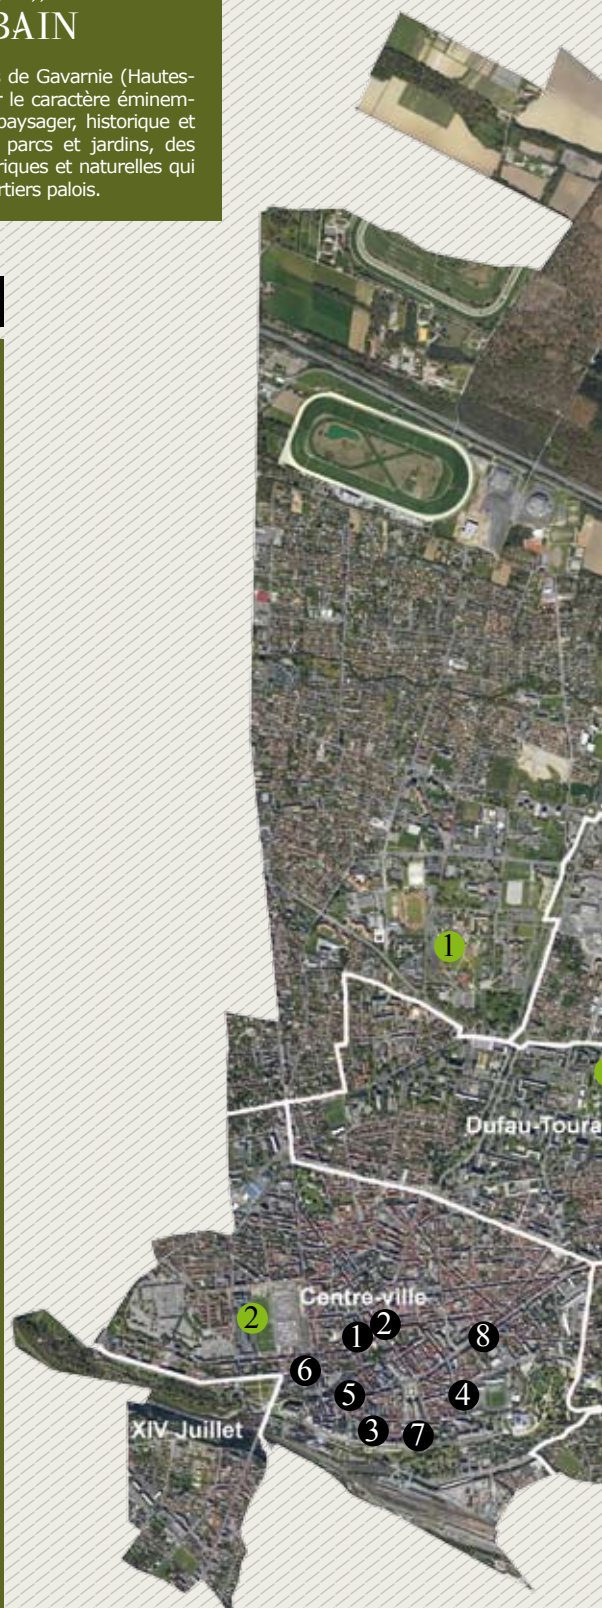 BAIN
de Gavarnie (Hautes-
le caractère éminem-
paysager, historique et
parcs et jardins, des
riques et naturelles qui
rtiers palois.
1
Dufau-Toura
Centre-ville
2
1
2
8
6
5
4
3
7
XIV Juillet